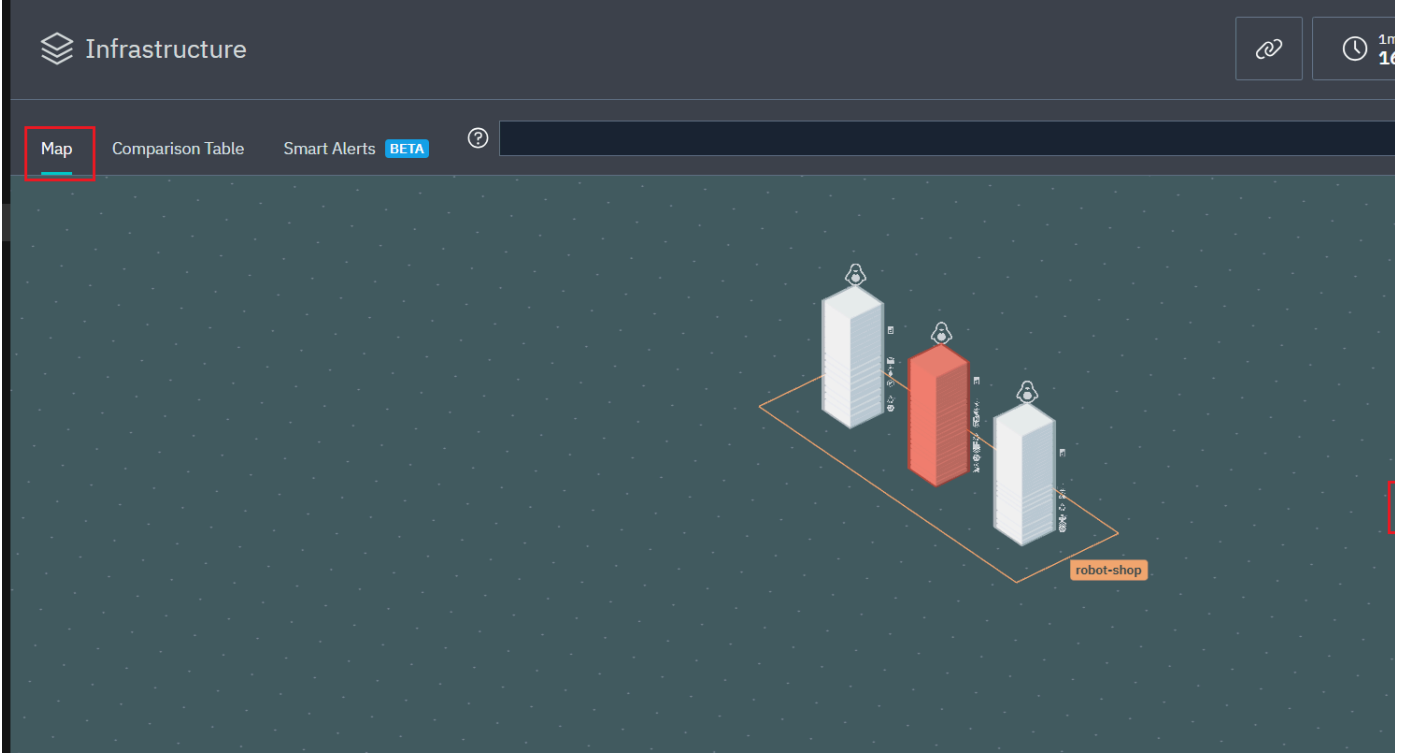 Infrastructure
Map
Comparison Table
Smart Alerts BETA
robot-shop